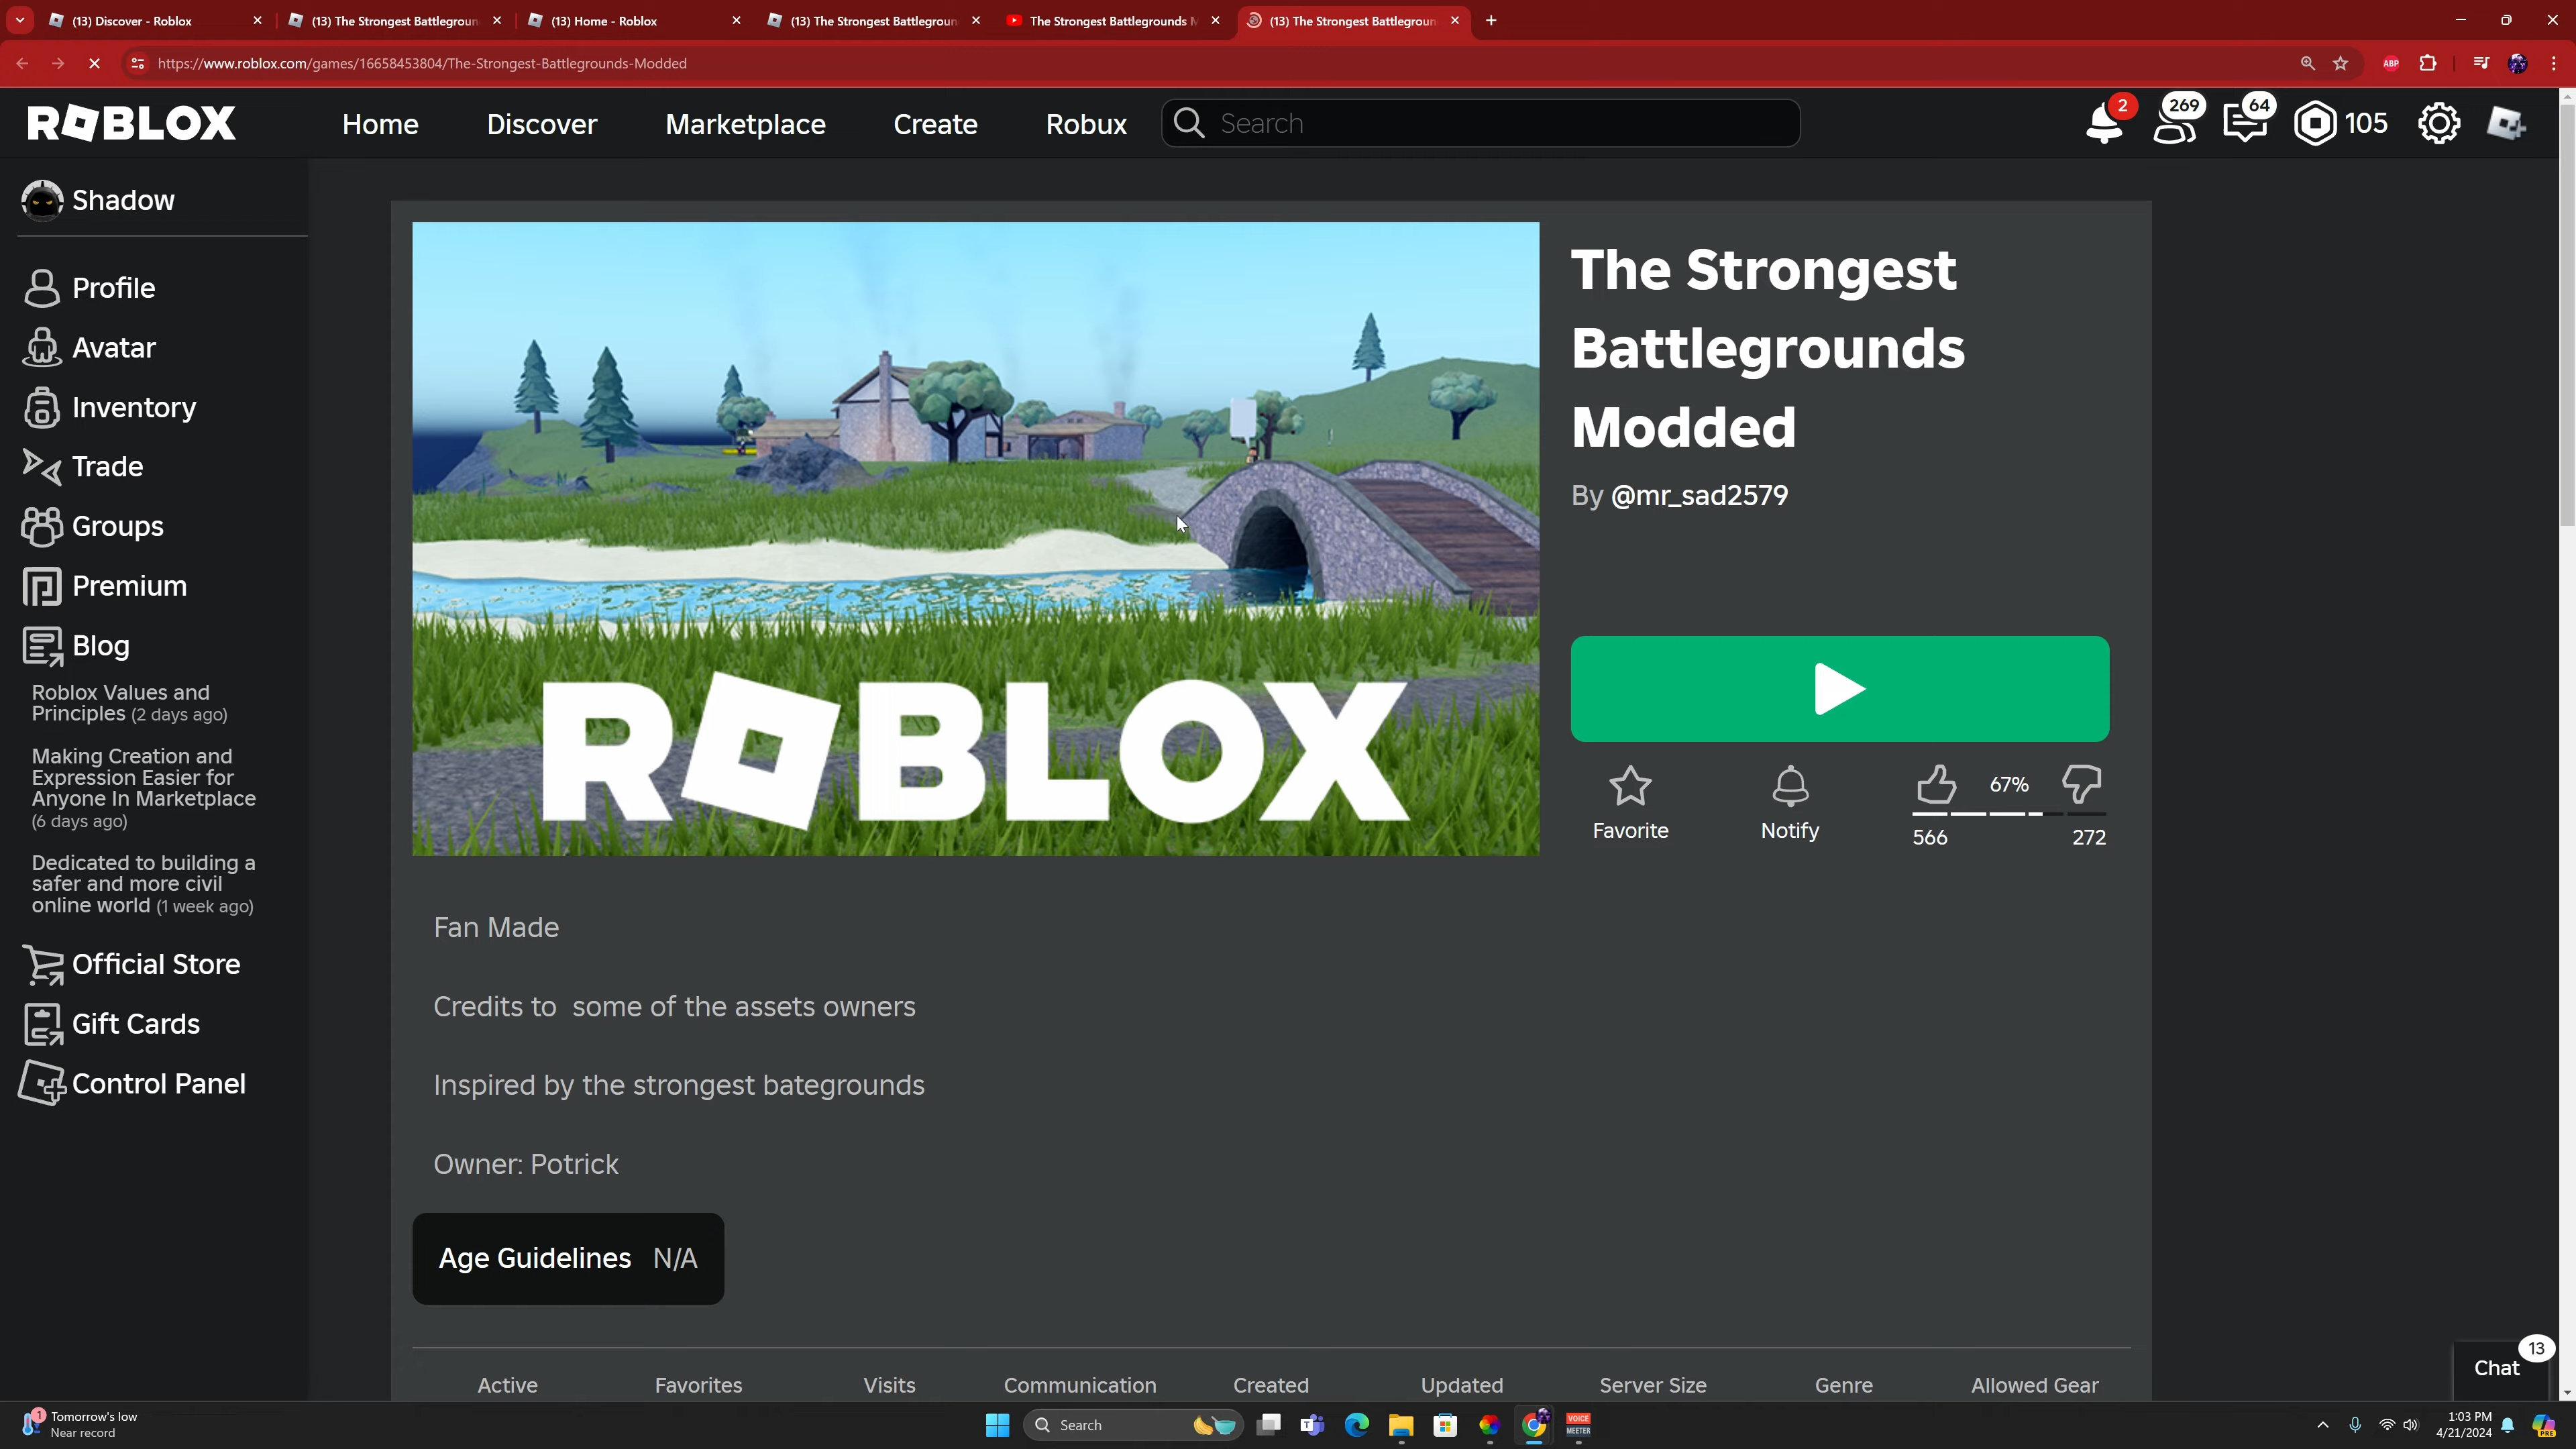 (13) Discover - Roblox
(13) The Strongest Battlegroun
(13) Home - Roblox
(13) The Strongest Battlegroun
The Strongest Battlegrounds M
(13) The Strongest Battlegroun
https://www.roblox.com/games/16658453804/The-Strongest-Battlegrounds-Modded
ABP
ROBLOX
Home
Discover
Marketplace
Create
Robux
Search
2
269
64
105
Shadow
Profile
Avatar
Inventory
Trade
Groups
Premium
Blog
Roblox Values and
Principles (2 days ago)
Making Creation and
Expression Easier for
Anyone In Marketplace
(6 days ago)
Dedicated to building a
safer and more civil
online world (1 week ago)
Official Store
Gift Cards
Control Panel
ROBLOX
The Strongest
Battlegrounds
Modded
By @mr_sad2579
Favorite
Notify
67%
566
272
Fan Made
Credits to  some of the assets owners
Inspired by the strongest bategrounds
Owner: Potrick
Age Guidelines N/A
Active
Favorites
Visits
Communication
Created
Updated
Server Size
Genre
Allowed Gear
Chat
13
1
Tomorrow's low
Near record
Search
VOICE
MEETER
1:03 PM
4/21/2024
PRE